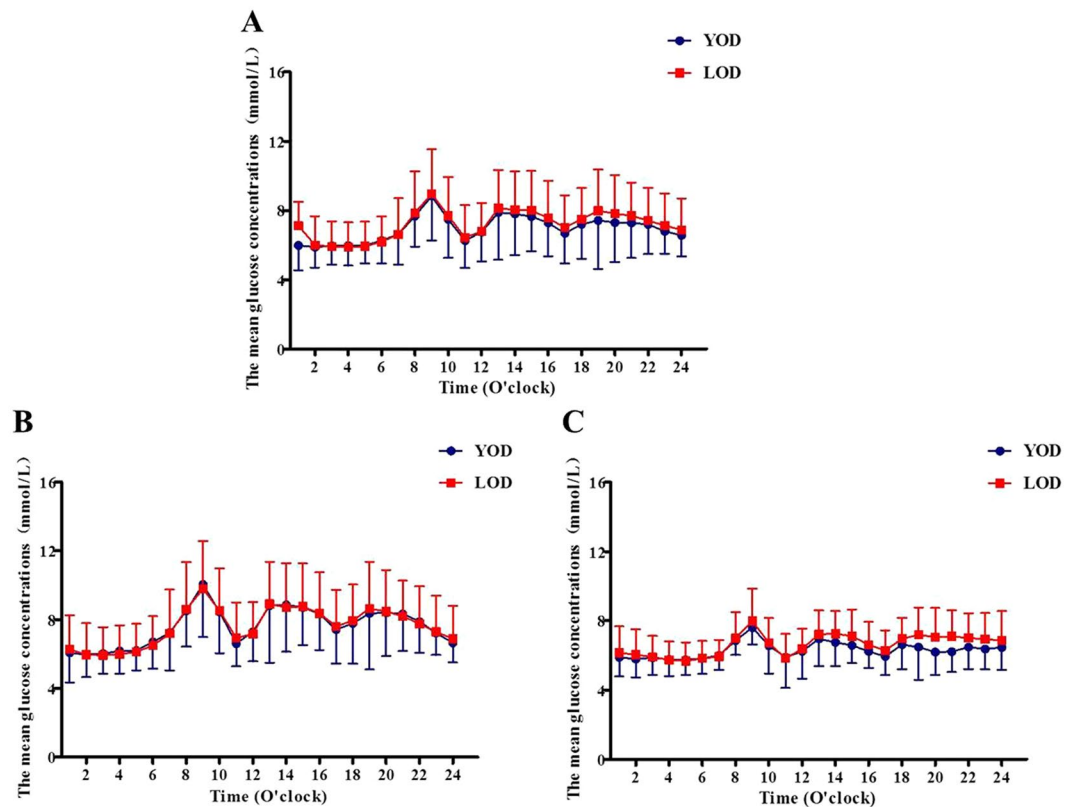 A
YOD
LOD
The mean glucose concentrations (mmol/L)
16
12
8
4
0
2 4 6 8 10 12 14 16 18 20 22 24
Time (O'clock)
B
YOD
LOD
The mean glucose concentrations (mmol/L)
16
12
8
4
0
2 4 6 8 10 12 14 16 18 20 22 24
Time (O'clock)
C
YOD
LOD
The mean glucose concentrations (mmol/L)
16
12
8
4
0
2 4 6 8 10 12 14 16 18 20 22 24
Time (O'clock)